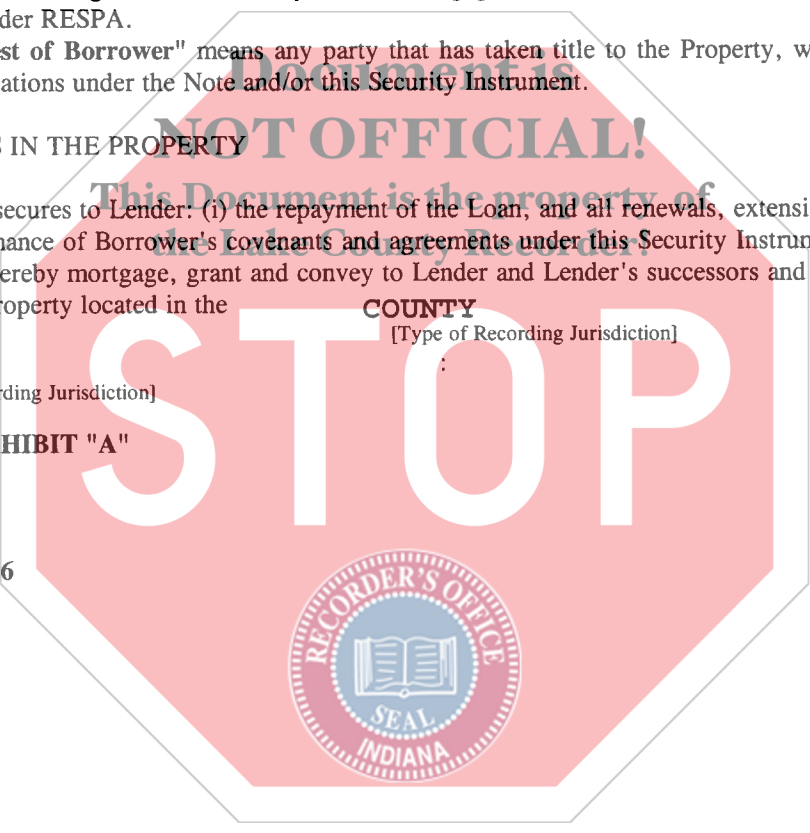 der RESPA.
est of Borrower" means any party that has taken title to the Property, w
ations under the Note and/or this Security Instrument.
Document is
NOT OFFICIAL!
S IN THE PROPERTY
This Document is the property of
the Lake County Recorder!
secures to Lender: (i) the repayment of the Loan, and all renewals, extensi
nance of Borrower's covenants and agreements under this Security Instrum
ereby mortgage, grant and convey to Lender and Lender's successors and
roperty located in the COUNTY
[Type of Recording Jurisdiction]
:
rding Jurisdiction]
HIBIT "A"
STOP
6
RECORDER'S OFFICE
SEAL
INDIANA